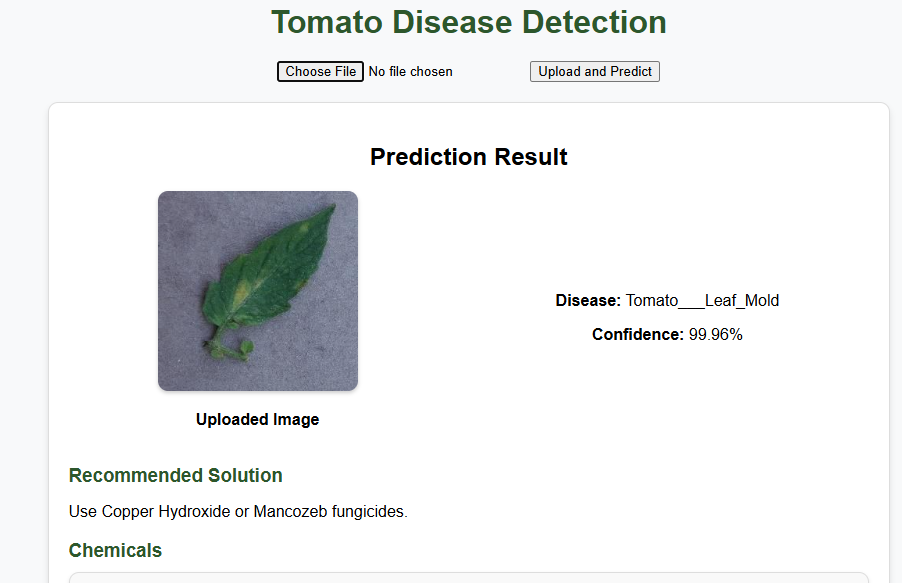 Tomato Disease Detection
Choose File No file chosen Upload and Predict
Prediction Result
Disease: Tomato___Leaf_Mold
Confidence: 99.96%
Uploaded Image
Recommended Solution
Use Copper Hydroxide or Mancozeb fungicides.
Chemicals